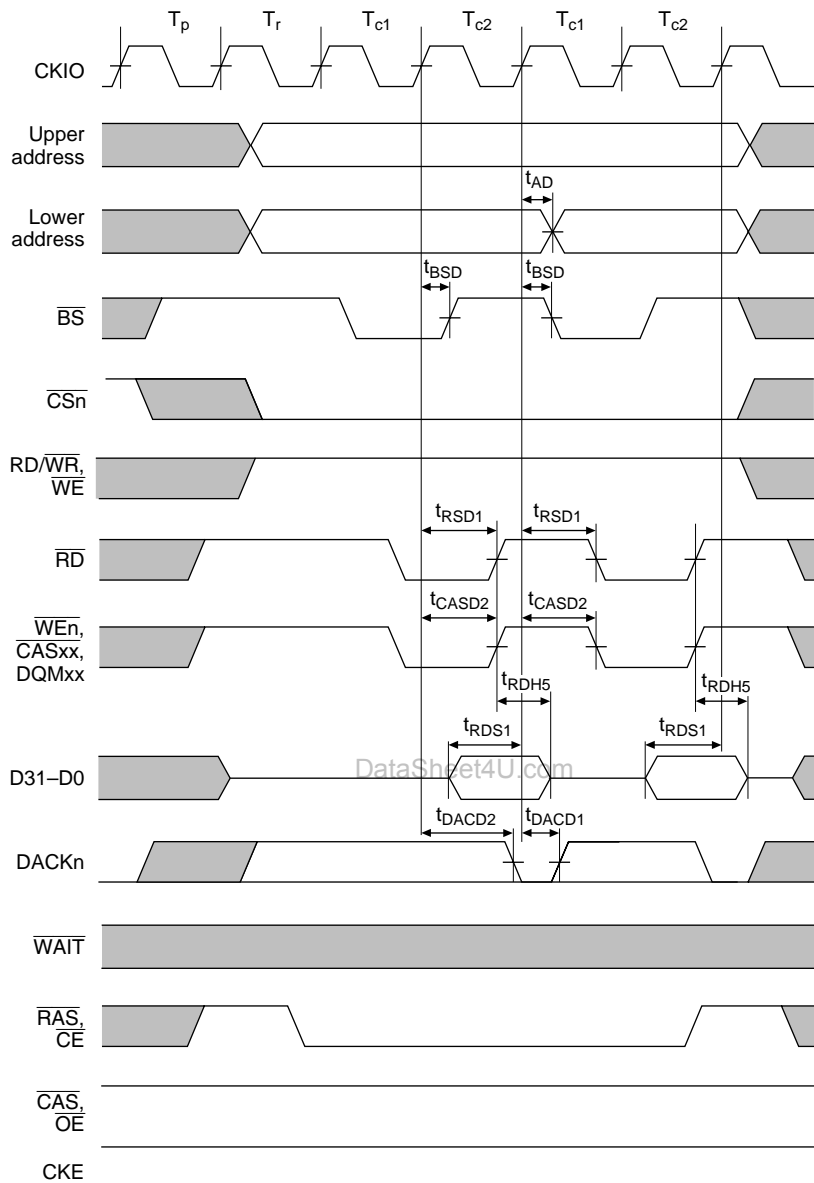 Tp Tr Tc1 Tc2 Tc1 Tc2
CKIO
Upper
address
tAD
Lower
address
tBSD tBSD
BS
CSn
RD/WR,
WE
tRSD1 tRSD1
RD
tCASD2 tCASD2
WEn,
CASxx,
DQMxx
tRDH5 tRDH5
tRDS1 tRDS1
DataSheet4U.com
D31–D0
tDACD2 tDACD1
DACKn
WAIT
RAS,
CE
CAS,
OE
CKE